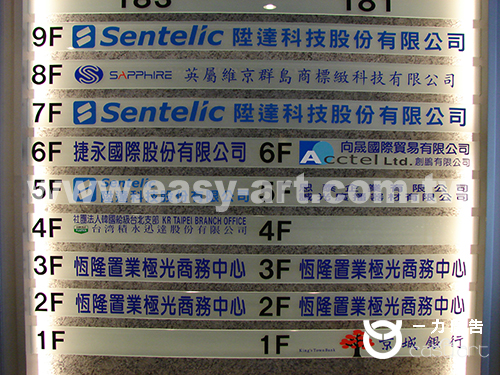 183 181
9F Sentelic 陞達科技股份有限公司
8F SAPPHIRE 英屬維京群島商標緻科技有限公司
7F Sentelic 陞達科技股份有限公司
6F 捷永國際股份有限公司 6F Acctel Ltd. 向晟國際貿易有限公司 創鳴有限公司
www.easy-art.com.t
5F Sentelic 5F
4F 社團法人韓國船級台北支部 KR TAIPEI BRANCH OFFICE 4F
台灣積水迅達股份有限公司
3F 恆隆置業極光商務中心 3F 恆隆置業極光商務中心
2F 恆隆置業極光商務中心 2F 恆隆置業極光商務中心
1F 1F King's Town Bank 京城銀行
一力廣告